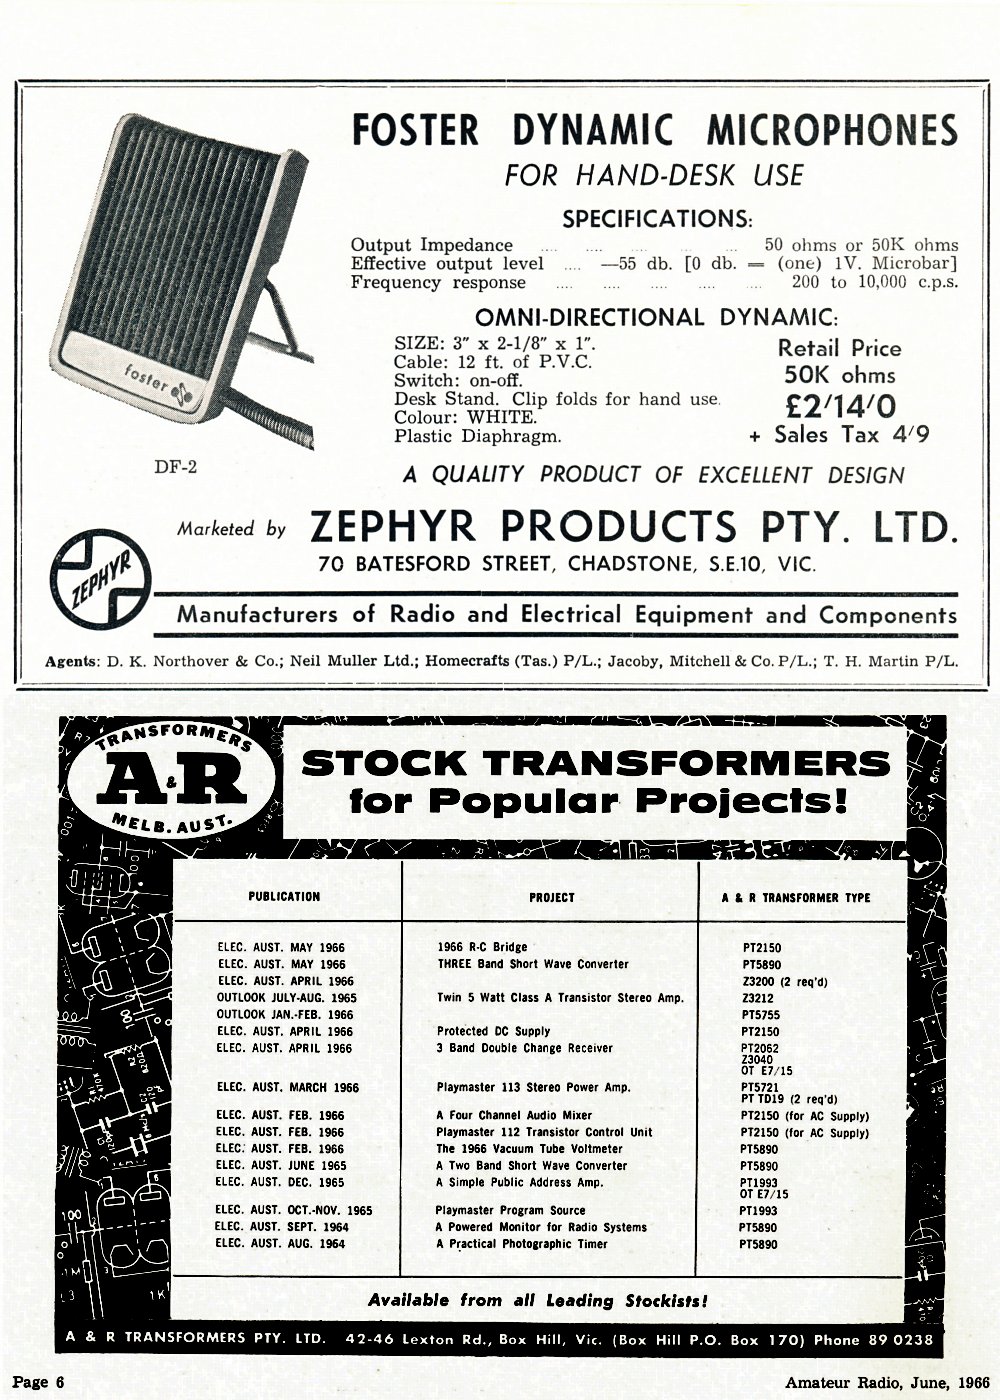 FOSTER DYNAMIC MICROPHONES
FOR HAND-DESK USE
SPECIFICATIONS:
Output Impedance .... .... .... .... .... 50 ohms or 50K ohms
Effective output level .... —55 db. [0 db. = (one) 1V. Microbar]
Frequency response .... .... .... .... .... 200 to 10,000 c.p.s.
OMNI-DIRECTIONAL DYNAMIC:
SIZE: 3" x 2-1/8" x 1".
Cable: 12 ft. of P.V.C.
Switch: on-off.
Desk Stand. Clip folds for hand use.
Colour: WHITE.
Plastic Diaphragm.
Retail Price
50K ohms
£2/14/0
+ Sales Tax 4/9
foster
DF-2
A QUALITY PRODUCT OF EXCELLENT DESIGN
Marketed by ZEPHYR PRODUCTS PTY. LTD.
70 BATESFORD STREET, CHADSTONE, S.E.10, VIC.
ZEPHYR
Manufacturers of Radio and Electrical Equipment and Components
Agents: D. K. Northover & Co.; Neil Muller Ltd.; Homecrafts (Tas.) P/L.; Jacoby, Mitchell & Co. P/L.; T. H. Martin P/L.
TRANSFORMERS
A&R
MELB. AUST.
STOCK TRANSFORMERS
for Popular Projects!
PUBLICATION PROJECT A & R TRANSFORMER TYPE
ELEC. AUST. MAY 1966 1966 R-C Bridge PT2150
ELEC. AUST. MAY 1966 THREE Band Short Wave Converter PT5890
ELEC. AUST. APRIL 1966 Z3200 (2 req'd)
OUTLOOK JULY-AUG. 1965 Twin 5 Watt Class A Transistor Stereo Amp. Z3212
OUTLOOK JAN.-FEB. 1966 PT5755
ELEC. AUST. APRIL 1966 Protected DC Supply PT2150
ELEC. AUST. APRIL 1966 3 Band Double Change Receiver PT2062
Z3040
OT E7/15
ELEC. AUST. MARCH 1966 Playmaster 113 Stereo Power Amp. PT5721
PT TD19 (2 req'd)
ELEC. AUST. FEB. 1966 A Four Channel Audio Mixer PT2150 (for AC Supply)
ELEC. AUST. FEB. 1966 Playmaster 112 Transistor Control Unit PT2150 (for AC Supply)
ELEC. AUST. FEB. 1966 The 1966 Vacuum Tube Voltmeter PT5890
ELEC. AUST. JUNE 1965 A Two Band Short Wave Converter PT5890
ELEC. AUST. DEC. 1965 A Simple Public Address Amp. PT1993
OT E7/15
ELEC. AUST. OCT.-NOV. 1965 Playmaster Program Source PT1993
ELEC. AUST. SEPT. 1964 A Powered Monitor for Radio Systems PT5890
ELEC. AUST. AUG. 1964 A Practical Photographic Timer PT5890
Available from all Leading Stockists!
A & R TRANSFORMERS PTY. LTD. 42-46 Lexton Rd., Box Hill, Vic. (Box Hill P.O. Box 170) Phone 89 0238
Page 6
Amateur Radio, June, 1966